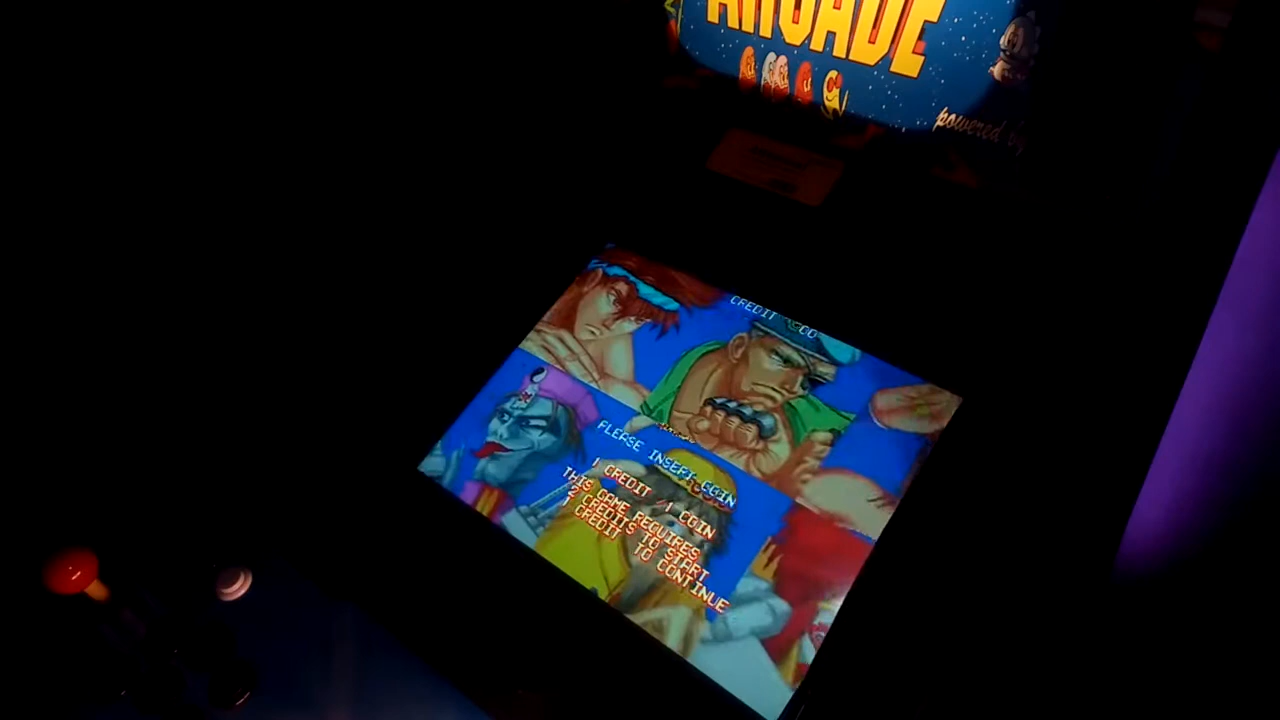 ARCADE
powered by
CREDIT 00
PLEASE INSERT COIN
1 CREDIT / 1 COIN
THIS GAME REQUIRES
2 CREDITS TO START
1 CREDIT TO CONTINUE